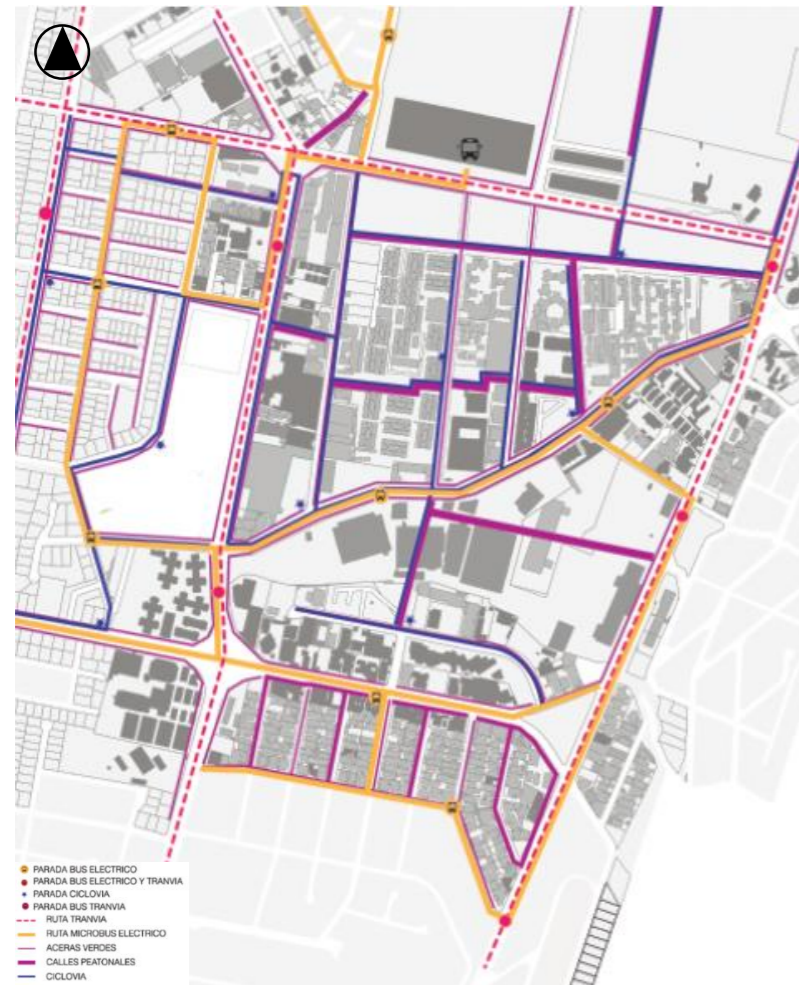 PARADA BUS ELECTRICO
PARADA BUS ELECTRICO Y TRANVIA
PARADA CICLOVIA
PARADA BUS TRANVIA
RUTA TRANVIA
RUTA MICROBUS ELECTRICO
ACERAS VERDES
CALLES PEATONALES
CICLOVIA